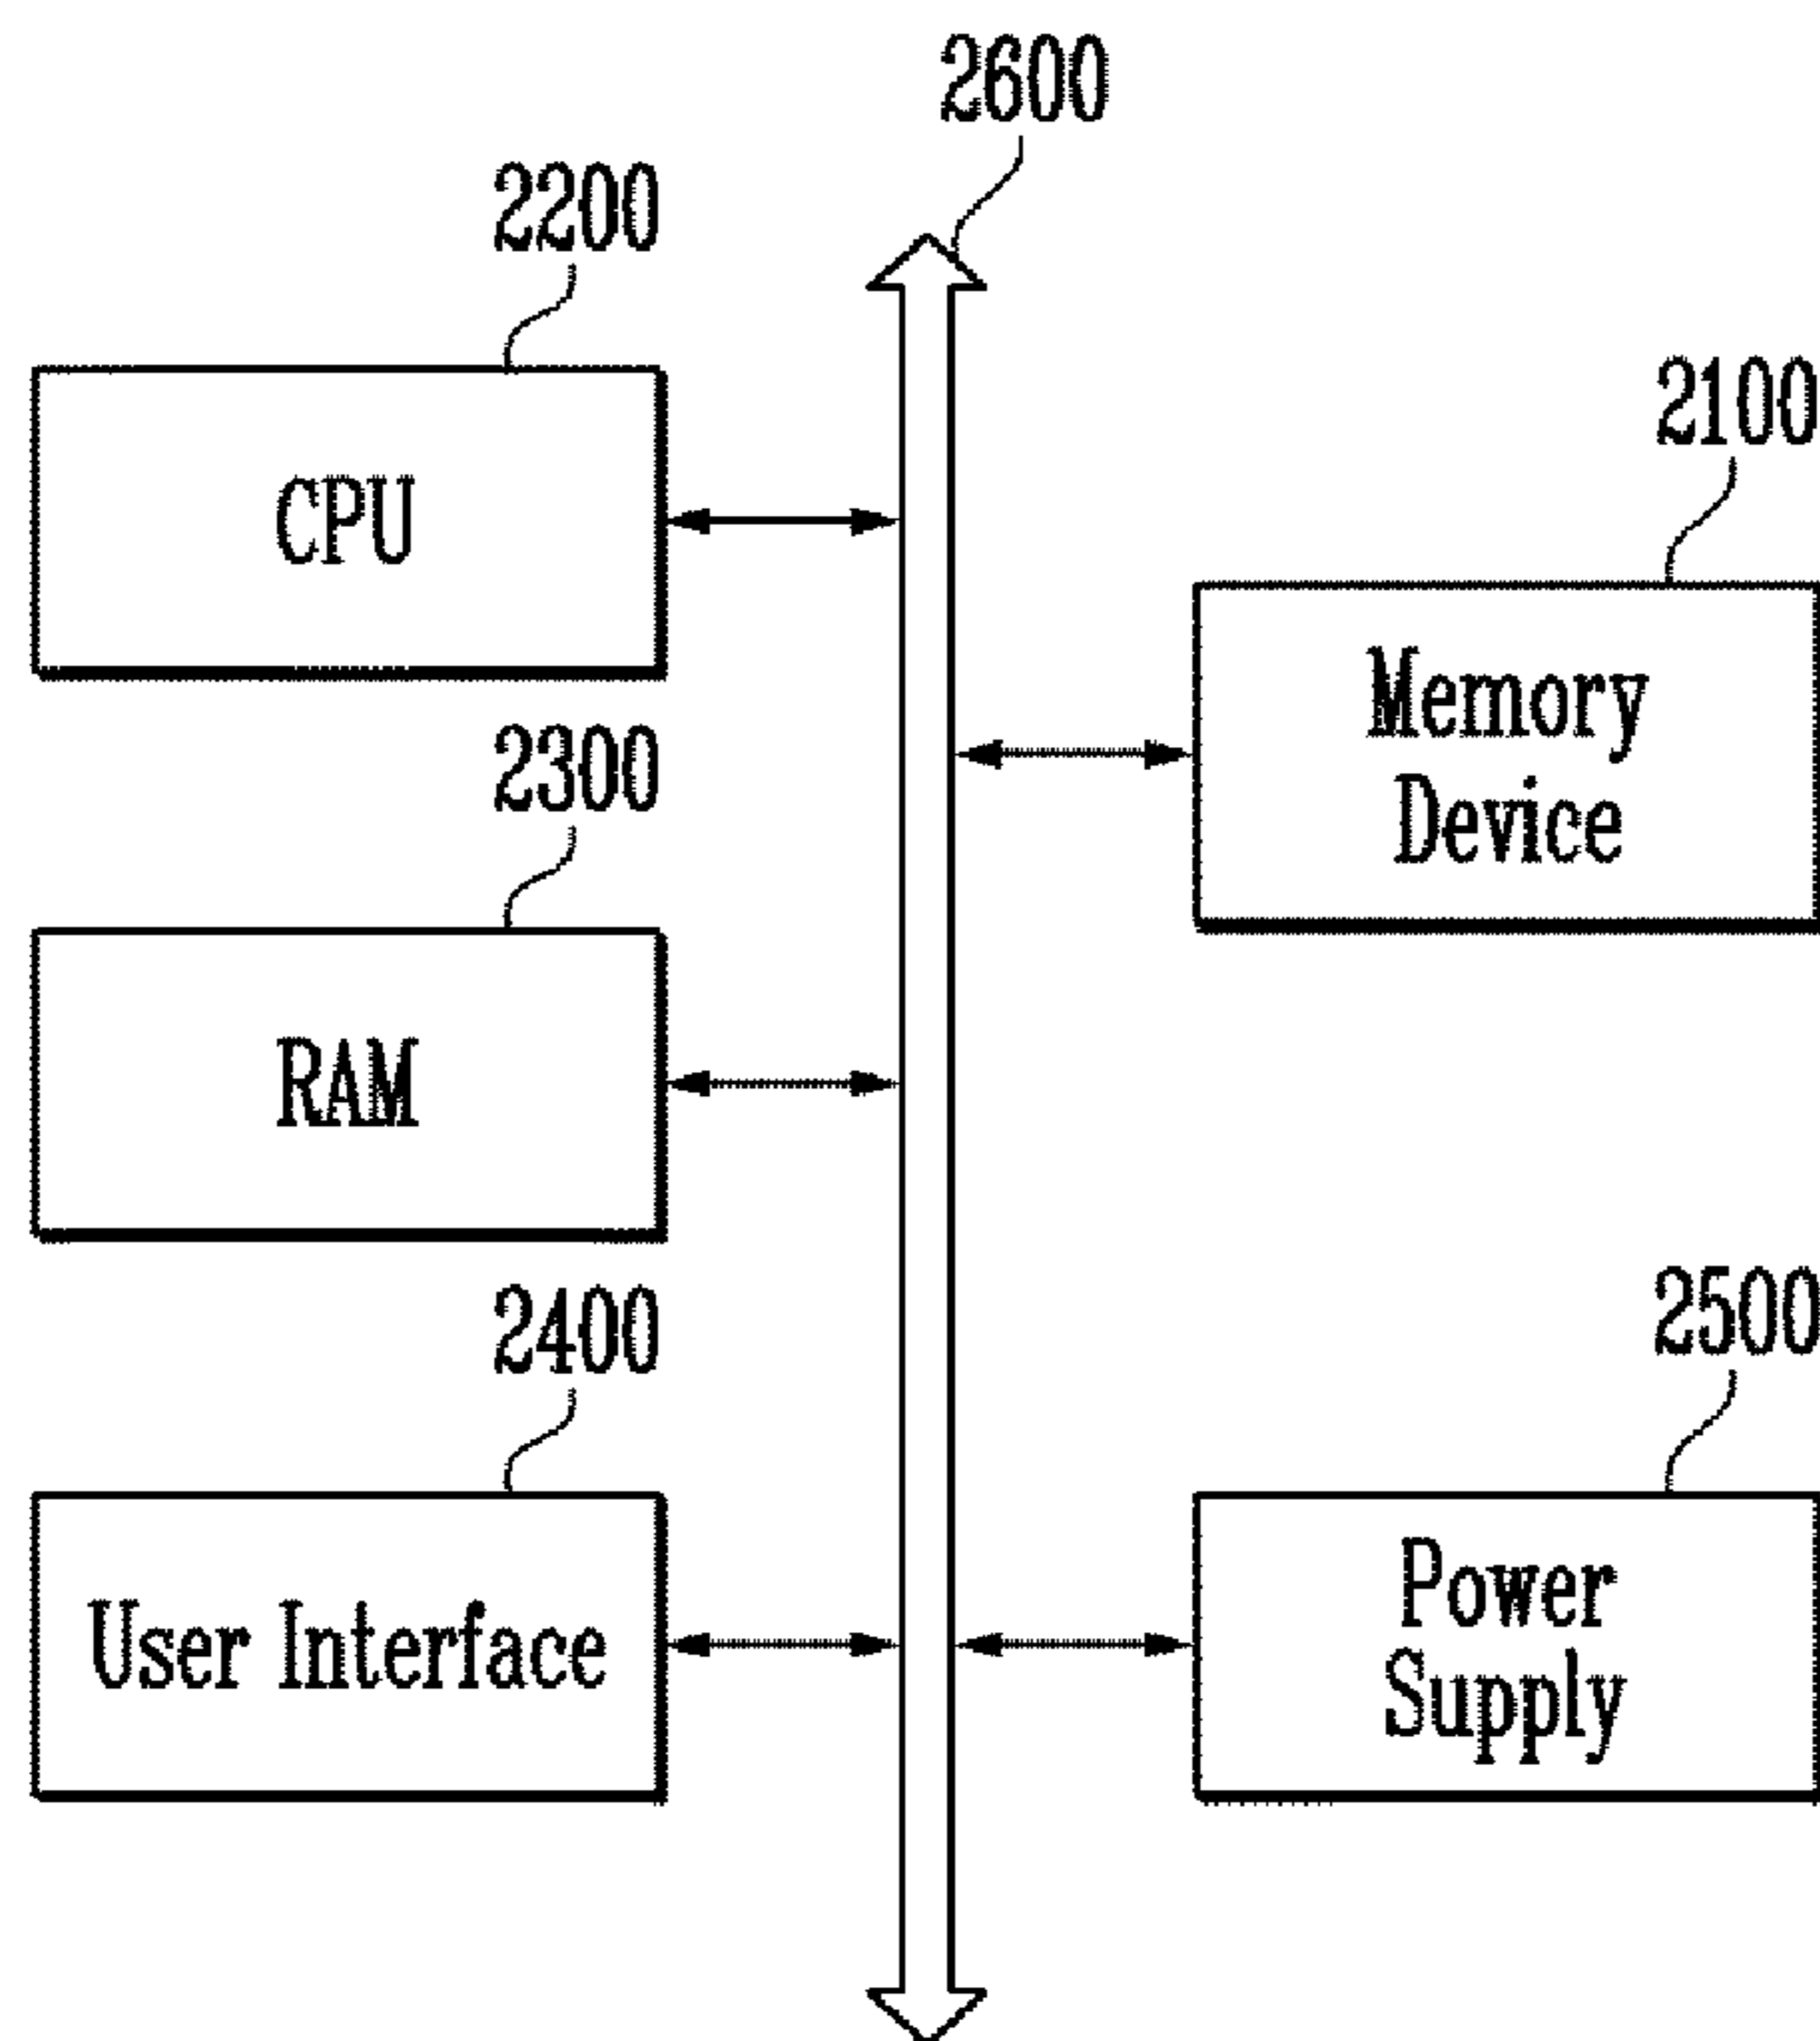 2600
2200
CPU
2100
Memory
Device
2300
RAM
2400
User Interface
2500
Power
Supply